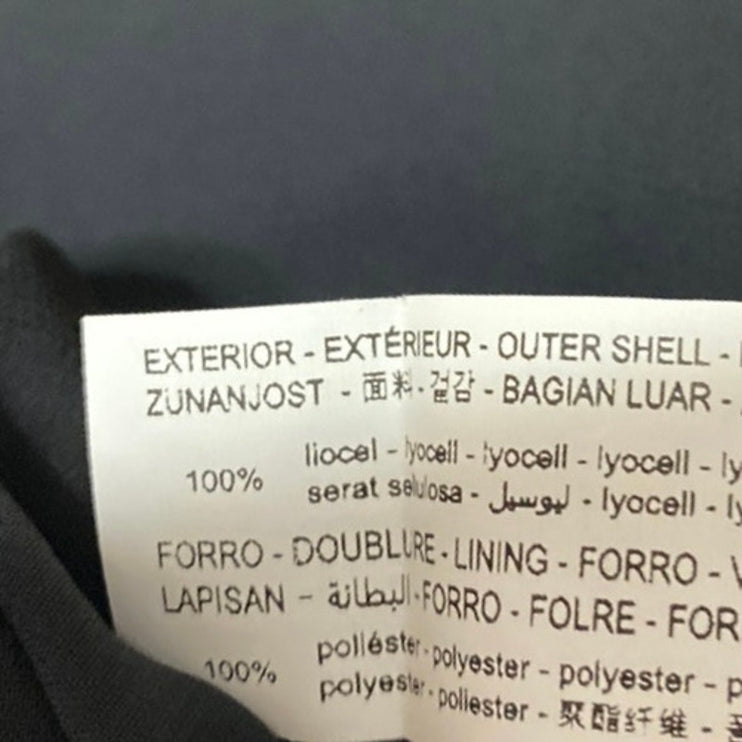 EXTERIOR - EXTÉRIEUR - OUTER SHELL -
ZUNANJOST - 面料 - 겉감 - BAGIAN LUAR -
liocel - lyocell - lyocell - lyocell - ly
100%
serat selulosa - ليوسيل - lyocell - ly
FORRO - DOUBLURE - LINING - FORRO -
LAPISAN - البطانة - FORRO - FOLRE - FOR
poliéster - polyester - polyester - p
100%
polyester - poliester - 聚酯纤维 -